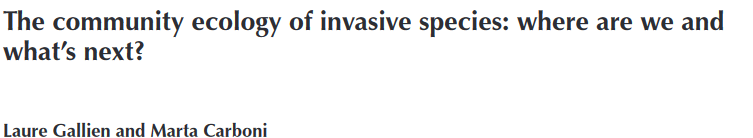 The community ecology of invasive species: where are we and
what’s next?
Laure Gallien and Marta Carboni